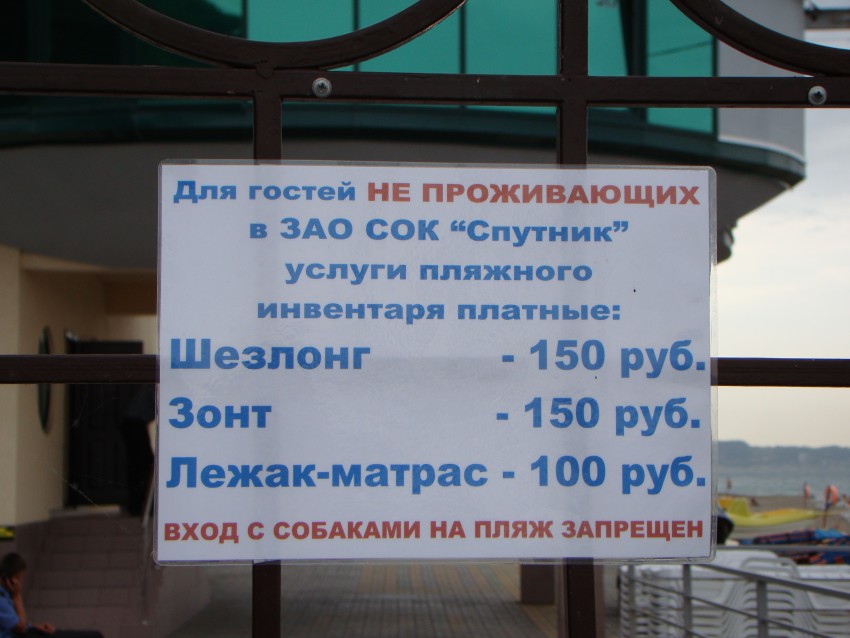 Для гостей НЕ ПРОЖИВАЮЩИХ
в ЗАО СОК “Спутник”
услуги пляжного
инвентаря платные:
Шезлонг - 150 руб.
Зонт - 150 руб.
Лежак-матрас - 100 руб.
ВХОД С СОБАКАМИ НА ПЛЯЖ ЗАПРЕЩЕН